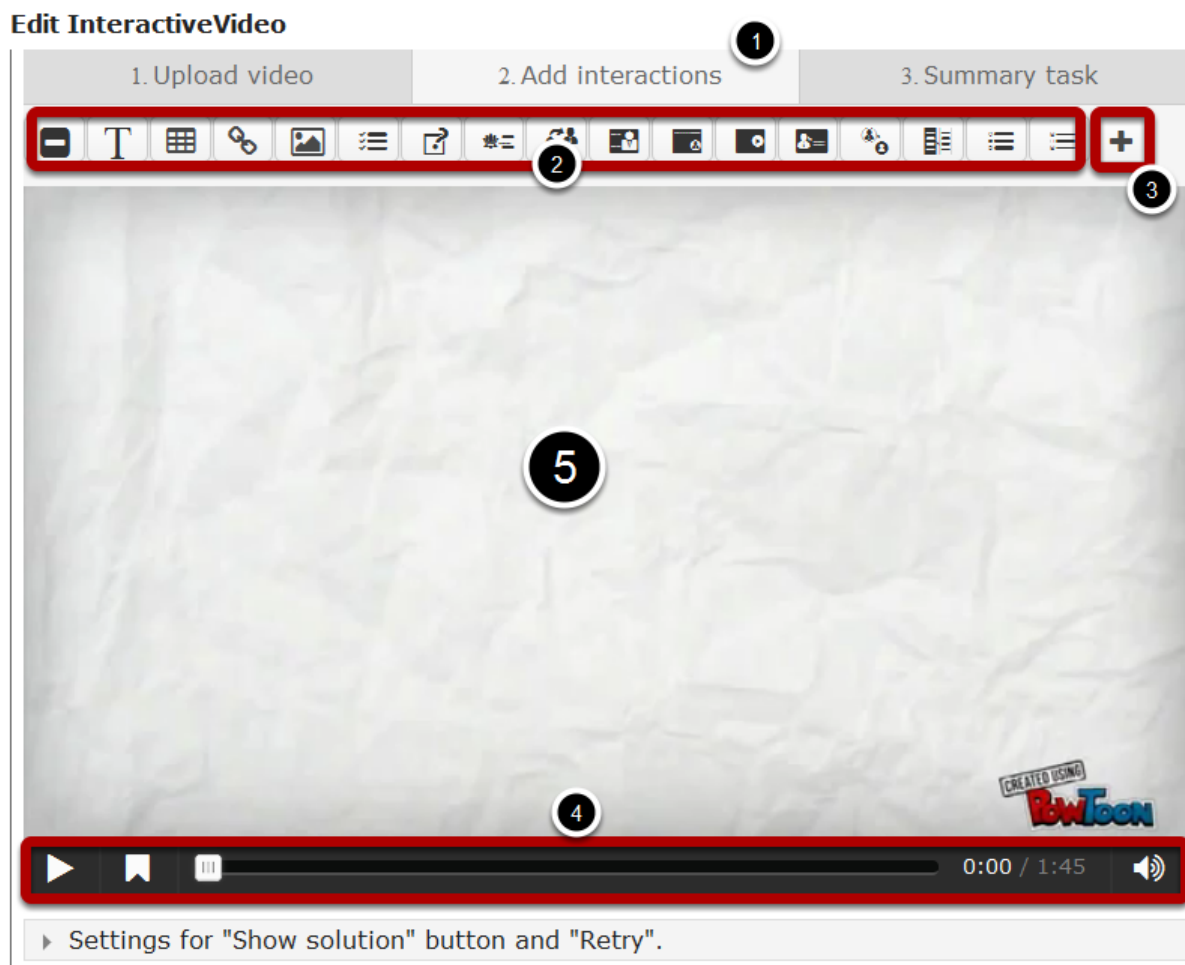 Edit InteractiveVideo
1
1. Upload video
2. Add interactions
3. Summary task
T
2
3
5
CREATED USING
POWTOON
4
0:00 / 1:45
Settings for "Show solution" button and "Retry".